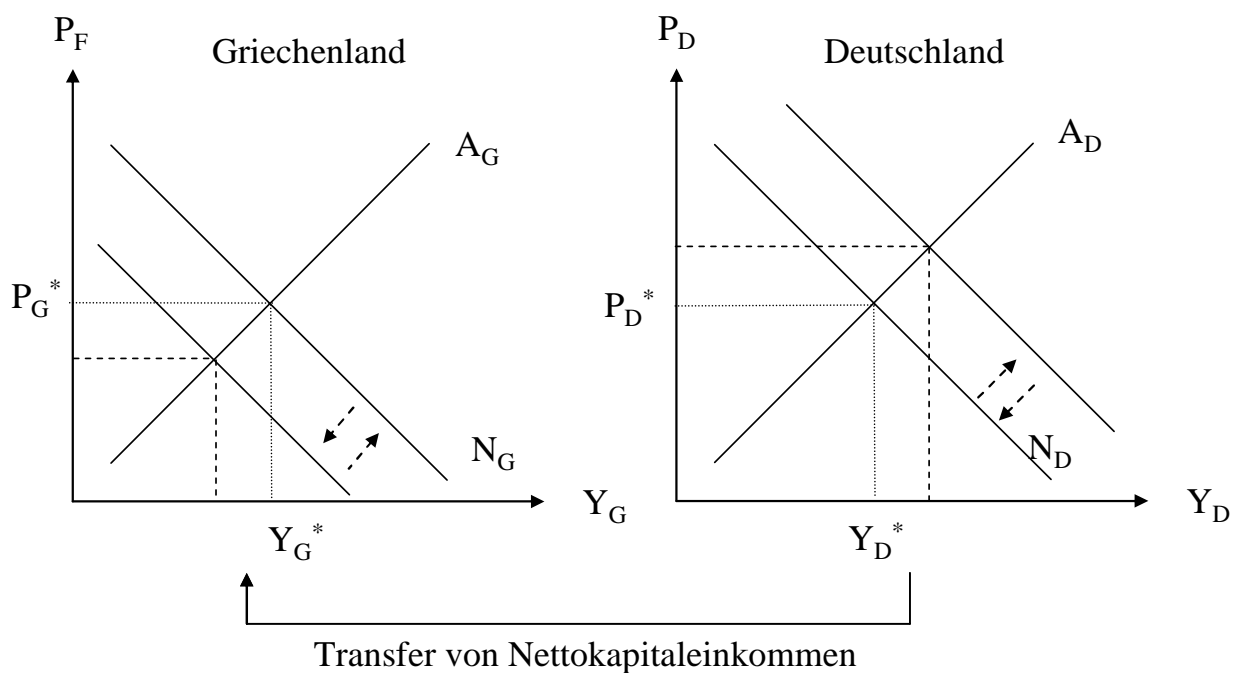 P_F
Griechenland
A_G
P_G*
N_G
Y_G
Y_G*
P_D
Deutschland
A_D
P_D*
N_D
Y_D
Y_D*
Transfer von Nettokapitaleinkommen